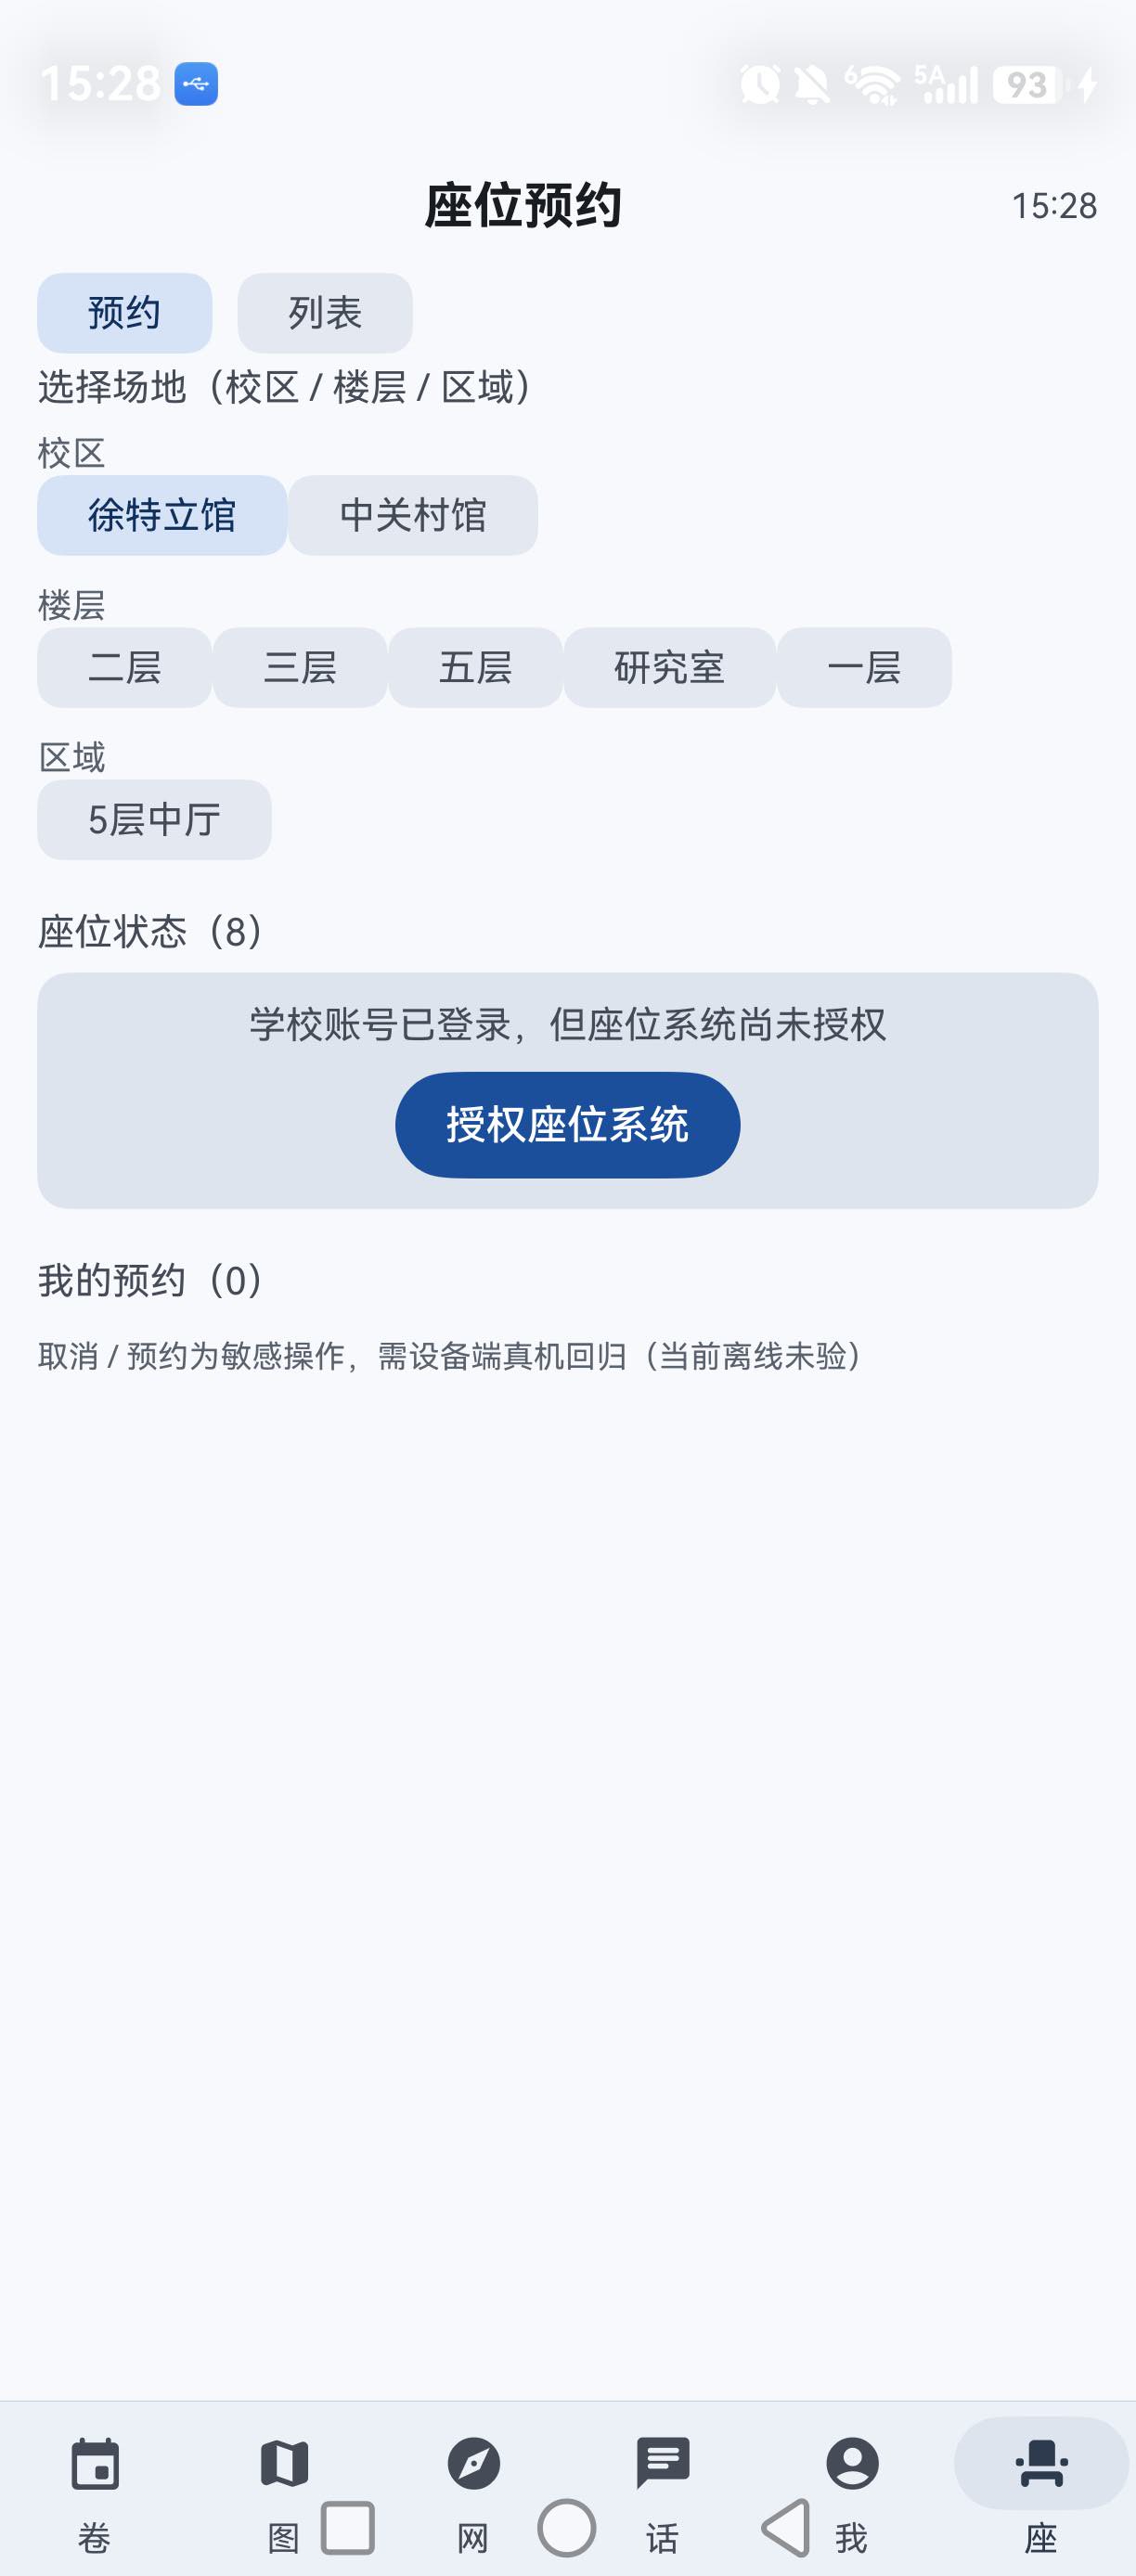 15:28 6 5A 93
座位预约 15:28
预约 列表
选择场地（校区 / 楼层 / 区域）
校区
徐特立馆 中关村馆
楼层
二层 三层 五层 研究室 一层
区域
5层中厅
座位状态（8）
学校账号已登录，但座位系统尚未授权
授权座位系统
我的预约（0）
取消 / 预约为敏感操作，需设备端真机回归（当前离线未验）
卷 图 网 话 我 座